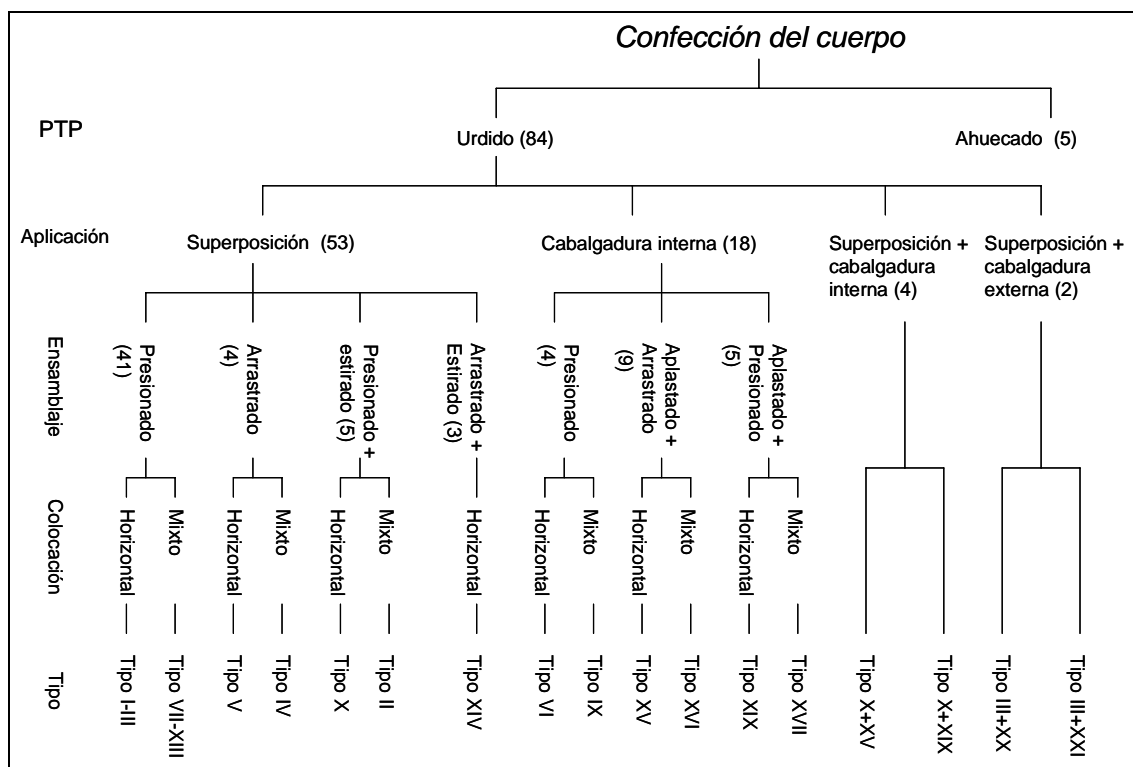 Confección del cuerpo
PTP
Urdido (84)
Ahuecado (5)
Aplicación
Superposición (53)
Cabalgadura interna (18)
Superposición +
cabalgadura
interna (4)
Superposición +
cabalgadura
externa (2)
Ensamblaje
Presionado
(41)
Arrastrado
(4)
Presionado +
estirado (5)
Arrastrado +
Estirado (3)
Presionado
(4)
Aplastado +
Arrastrado
(9)
Aplastado +
Presionado
(5)
Colocación
Horizontal
Mixto
Horizontal
Mixto
Horizontal
Mixto
Horizontal
Horizontal
Mixto
Horizontal
Mixto
Horizontal
Mixto
Tipo
Tipo I-III
Tipo VII-XIII
Tipo V
Tipo IV
Tipo X
Tipo II
Tipo XIV
Tipo VI
Tipo IX
Tipo XV
Tipo XVI
Tipo XIX
Tipo XVII
Tipo X+XV
Tipo X+XIX
Tipo III+XX
Tipo III+XXI